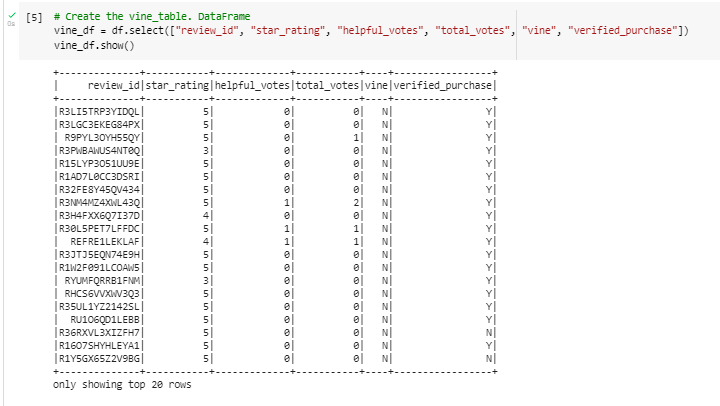 [5] # Create the vine_table. DataFrame
vine_df = df.select(["review_id", "star_rating", "helpful_votes", "total_votes", "vine", "verified_purchase"])
vine_df.show()
0s
+--------------+-----------+-------------+-----------+----+-----------------+
|     review_id|star_rating|helpful_votes|total_votes|vine|verified_purchase|
+--------------+-----------+-------------+-----------+----+-----------------+
|R3LI5TRP3YIDQL|          5|            0|          0|   N|                Y|
|R3LGC3EKEG84PX|          5|            0|          0|   N|                Y|
| R9PYL3OYH55QY|          5|            0|          1|   N|                Y|
|R3PWBAWUS4NT0Q|          3|            0|          0|   N|                Y|
|R15LYP3O51UU9E|          5|            0|          0|   N|                Y|
|R1AD7L0CC3DSRI|          5|            0|          0|   N|                Y|
|R32FE8Y45QV434|          5|            0|          0|   N|                Y|
|R3NM4MZ4XWL43Q|          5|            1|          2|   N|                Y|
|R3H4FXX6Q7I37D|          4|            0|          0|   N|                Y|
|R30L5PET7LFFDC|          5|            1|          1|   N|                Y|
| REFRE1LEKLAF|          4|            1|          1|   N|                Y|
|R3JTJ5EQN74E9H|          5|            0|          0|   N|                Y|
|R1W2F091LCOAW5|          5|            0|          0|   N|                Y|
| RYUMFQRRB1FNM|          3|            0|          0|   N|                Y|
| RHCS6VVXWV3Q3|          5|            0|          0|   N|                Y|
|R35UL1YZ2142SL|          5|            0|          0|   N|                Y|
| RU1O6QD1LEBB|          5|            0|          0|   N|                Y|
|R36RXVL3XIZFH7|          5|            0|          0|   N|                N|
|R16O7SHYHLEYA1|          5|            0|          0|   N|                Y|
|R1Y5GX65Z2V9BG|          5|            0|          0|   N|                N|
+--------------+-----------+-------------+-----------+----+-----------------+
only showing top 20 rows